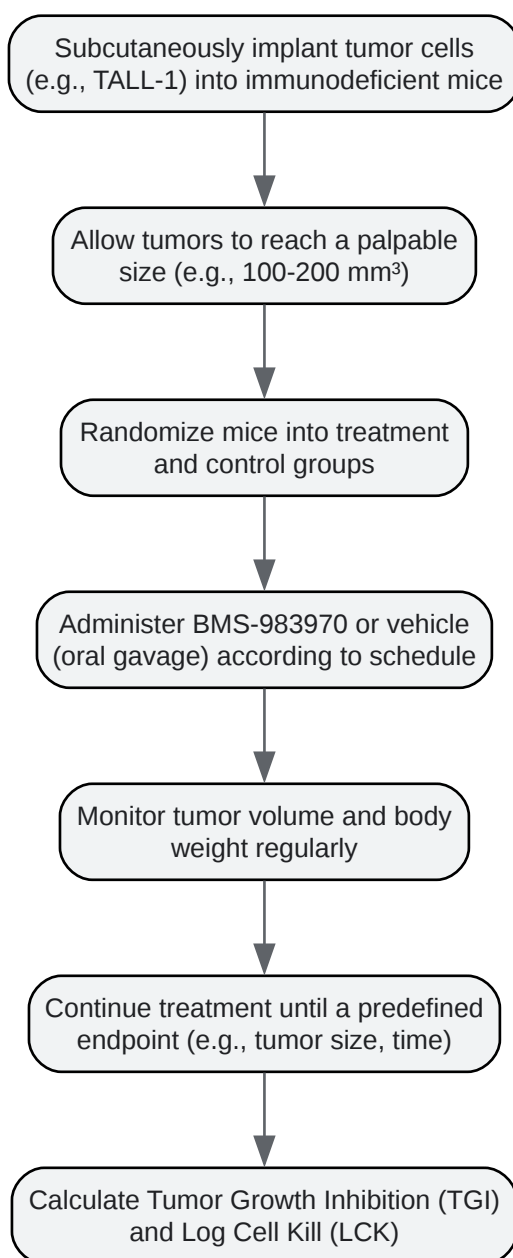 Subcutaneously implant tumor cells
(e.g., TALL-1) into immunodeficient mice
Allow tumors to reach a palpable
size (e.g., 100-200 mm³)
Randomize mice into treatment
and control groups
Administer BMS-983970 or vehicle
(oral gavage) according to schedule
Monitor tumor volume and body
weight regularly
Continue treatment until a predefined
endpoint (e.g., tumor size, time)
Calculate Tumor Growth Inhibition (TGI)
and Log Cell Kill (LCK)